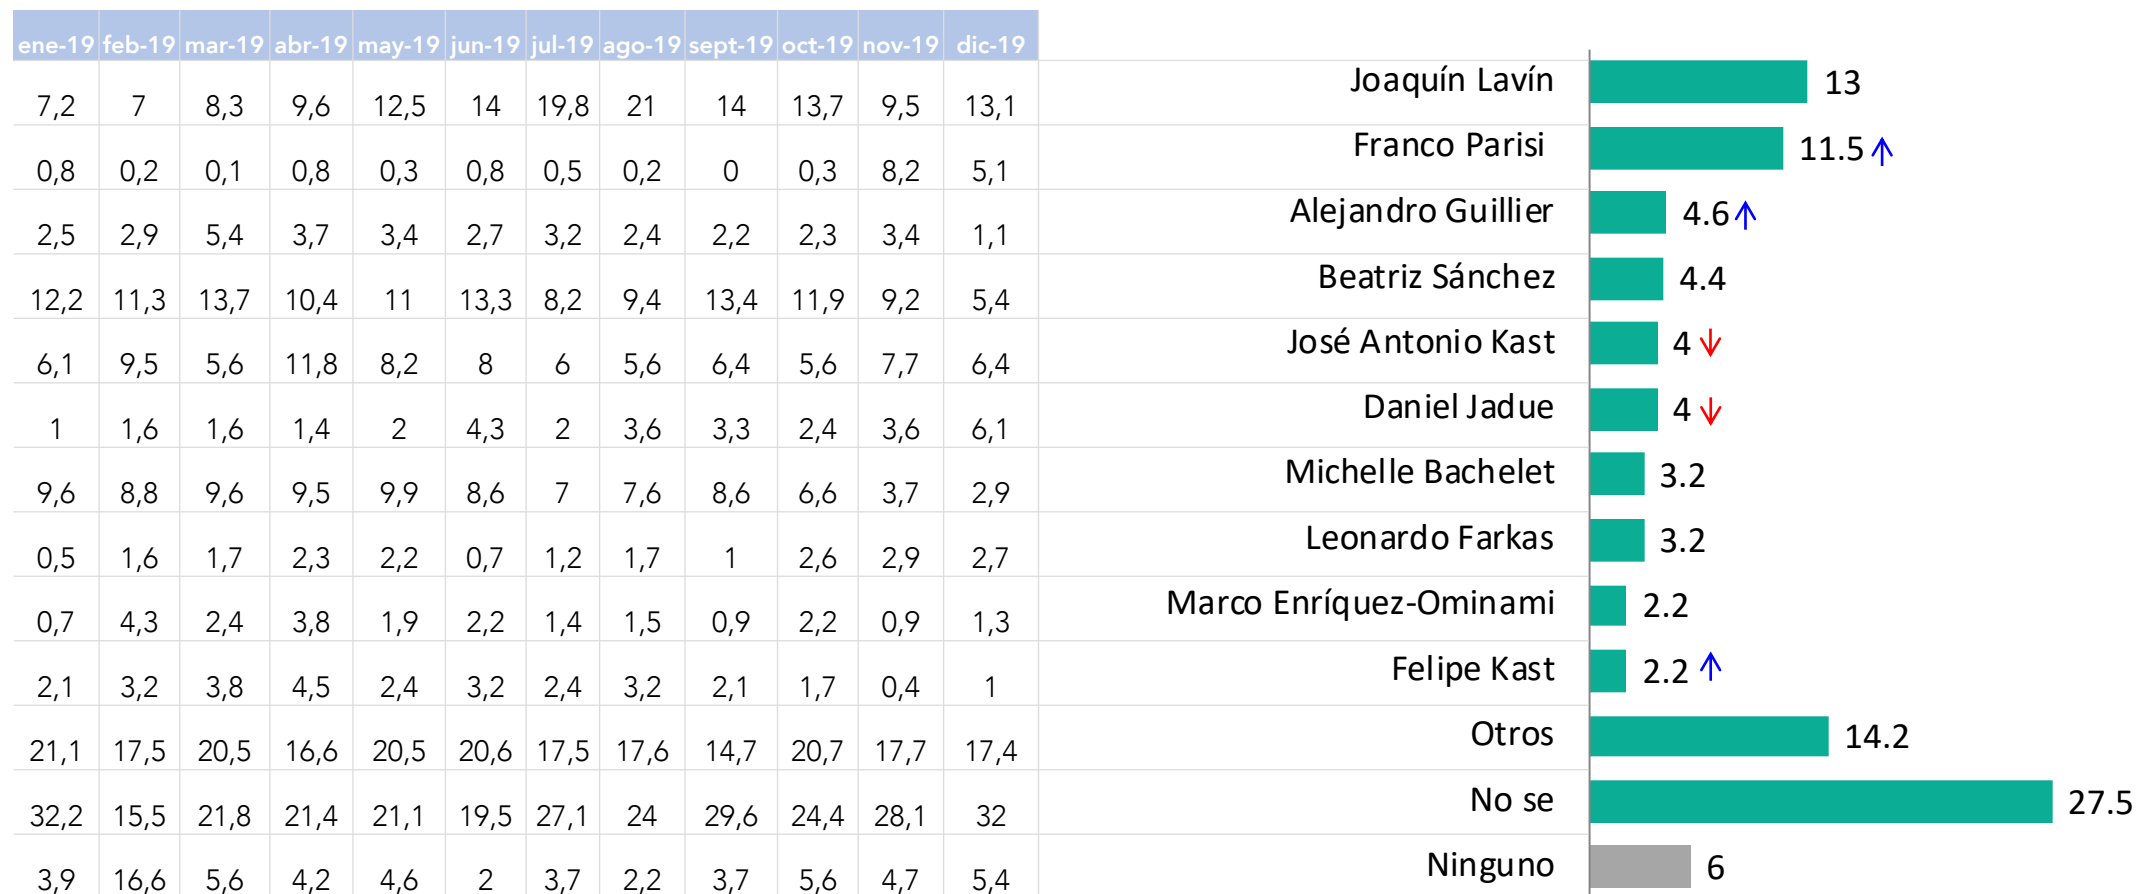 ene-19 feb-19 mar-19 abr-19 may-19 jun-19 jul-19 ago-19 sept-19 oct-19 nov-19 dic-19
7,2 7 8,3 9,6 12,5 14 19,8 21 14 13,7 9,5 13,1 Joaquín Lavín 13
0,8 0,2 0,1 0,8 0,3 0,8 0,5 0,2 0 0,3 8,2 5,1 Franco Parisi 11.5
2,5 2,9 5,4 3,7 3,4 2,7 3,2 2,4 2,2 2,3 3,4 1,1 Alejandro Guillier 4.6
12,2 11,3 13,7 10,4 11 13,3 8,2 9,4 13,4 11,9 9,2 5,4 Beatriz Sánchez 4.4
6,1 9,5 5,6 11,8 8,2 8 6 5,6 6,4 5,6 7,7 6,4 José Antonio Kast 4
1 1,6 1,6 1,4 2 4,3 2 3,6 3,3 2,4 3,6 6,1 Daniel Jadue 4
9,6 8,8 9,6 9,5 9,9 8,6 7 7,6 8,6 6,6 3,7 2,9 Michelle Bachelet 3.2
0,5 1,6 1,7 2,3 2,2 0,7 1,2 1,7 1 2,6 2,9 2,7 Leonardo Farkas 3.2
0,7 4,3 2,4 3,8 1,9 2,2 1,4 1,5 0,9 2,2 0,9 1,3 Marco Enríquez-Ominami 2.2
2,1 3,2 3,8 4,5 2,4 3,2 2,4 3,2 2,1 1,7 0,4 1 Felipe Kast 2.2
21,1 17,5 20,5 16,6 20,5 20,6 17,5 17,6 14,7 20,7 17,7 17,4 Otros 14.2
32,2 15,5 21,8 21,4 21,1 19,5 27,1 24 29,6 24,4 28,1 32 No se 27.5
3,9 16,6 5,6 4,2 4,6 2 3,7 2,2 3,7 5,6 4,7 5,4 Ninguno 6